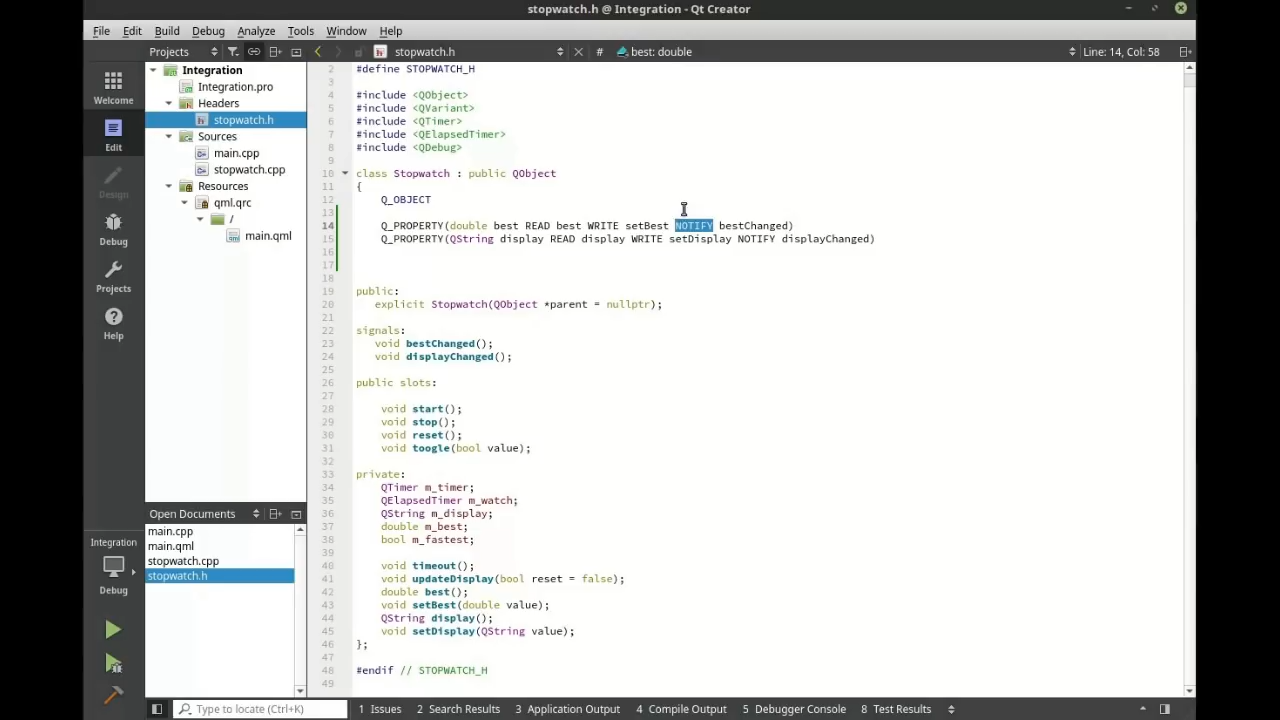 stopwatch.h @ Integration - Qt Creator
File Edit Build Debug Analyze Tools Window Help
Projects stopwatch.h # best: double Line: 14, Col: 58
Welcome
Edit
Design
Debug
Projects
Help
Integration
Debug
Integration
Integration.pro
Headers
stopwatch.h
Sources
main.cpp
stopwatch.cpp
Resources
qml.qrc
/
main.qml
Open Documents
main.cpp
main.qml
stopwatch.cpp
stopwatch.h
2 #define STOPWATCH_H
3
4 #include <QObject>
5 #include <QVariant>
6 #include <QTimer>
7 #include <QElapsedTimer>
8 #include <QDebug>
9
10 class Stopwatch : public QObject
11 {
12 Q_OBJECT
13
14 Q_PROPERTY(double best READ best WRITE setBest NOTIFY bestChanged)
15 Q_PROPERTY(QString display READ display WRITE setDisplay NOTIFY displayChanged)
16
17
18
19 public:
20 explicit Stopwatch(QObject *parent = nullptr);
21
22 signals:
23 void bestChanged();
24 void displayChanged();
25
26 public slots:
27
28 void start();
29 void stop();
30 void reset();
31 void toogle(bool value);
32
33 private:
34 QTimer m_timer;
35 QElapsedTimer m_watch;
36 QString m_display;
37 double m_best;
38 bool m_fastest;
39
40 void timeout();
41 void updateDisplay(bool reset = false);
42 double best();
43 void setBest(double value);
44 QString display();
45 void setDisplay(QString value);
46 };
47
48 #endif // STOPWATCH_H
49
Type to locate (Ctrl+K) 1 Issues 2 Search Results 3 Application Output 4 Compile Output 5 Debugger Console 8 Test Results